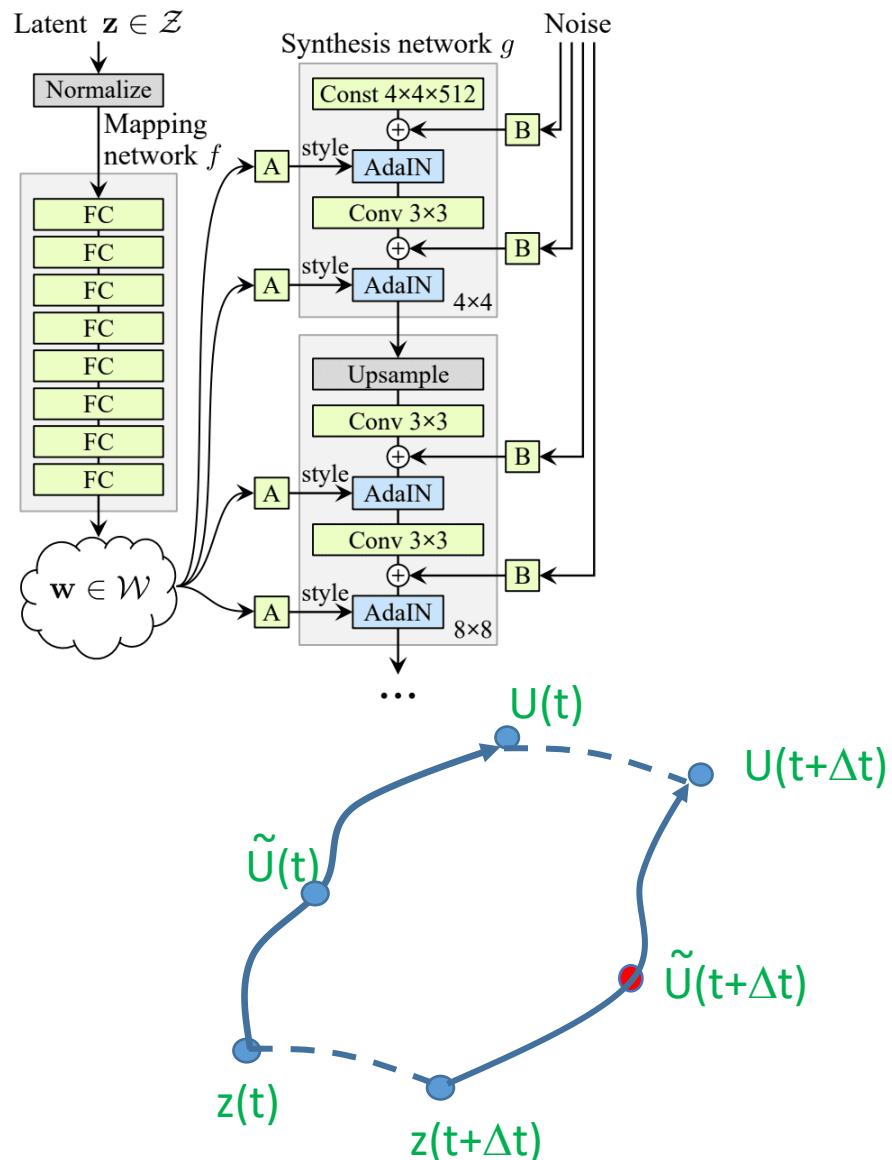 Latent z ∈ 𝒵
Noise
Synthesis network g
Normalize
Const 4×4×512
Mapping
network f
B
style
A
AdaIN
FC
Conv 3×3
FC
B
style
FC
A
AdaIN
4×4
FC
FC
Upsample
FC
Conv 3×3
FC
B
style
FC
A
AdaIN
Conv 3×3
w ∈ 𝒲
B
style
A
AdaIN
8×8
...
U(t)
U(t+Δt)
Ũ(t)
Ũ(t+Δt)
z(t)
z(t+Δt)